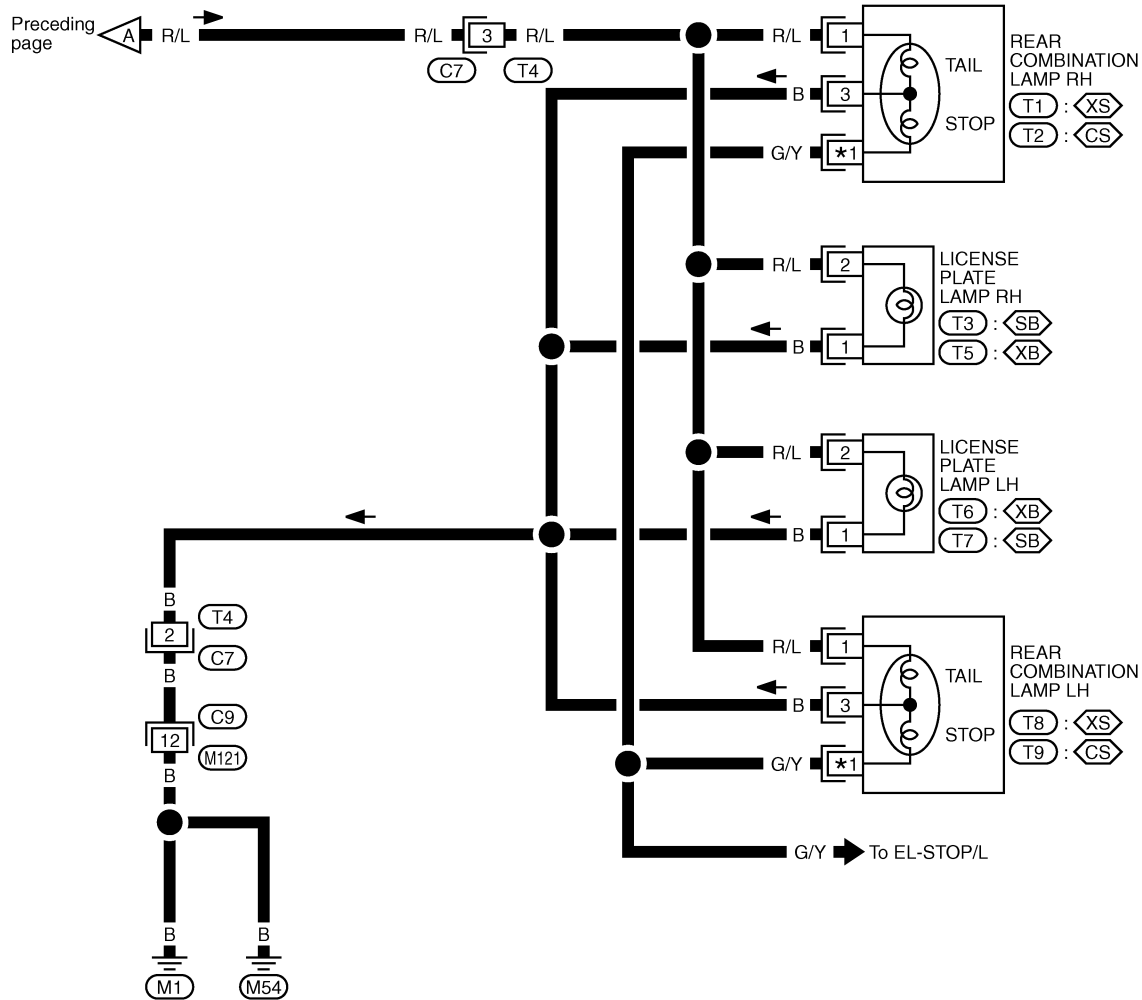 Preceding
page
A
R/L
R/L
3
R/L
C7
T4
R/L
1
B
3
G/Y
*1
TAIL
STOP
REAR
COMBINATION
LAMP RH
T1 : XS
T2 : CS
R/L
2
B
1
LICENSE
PLATE
LAMP RH
T3 : SB
T5 : XB
R/L
2
B
1
LICENSE
PLATE
LAMP LH
T6 : XB
T7 : SB
R/L
1
B
3
G/Y
*1
TAIL
STOP
REAR
COMBINATION
LAMP LH
T8 : XS
T9 : CS
G/Y
To EL-STOP/L
B
2
T4
C7
B
12
C9
M121
B
B
B
M1
M54